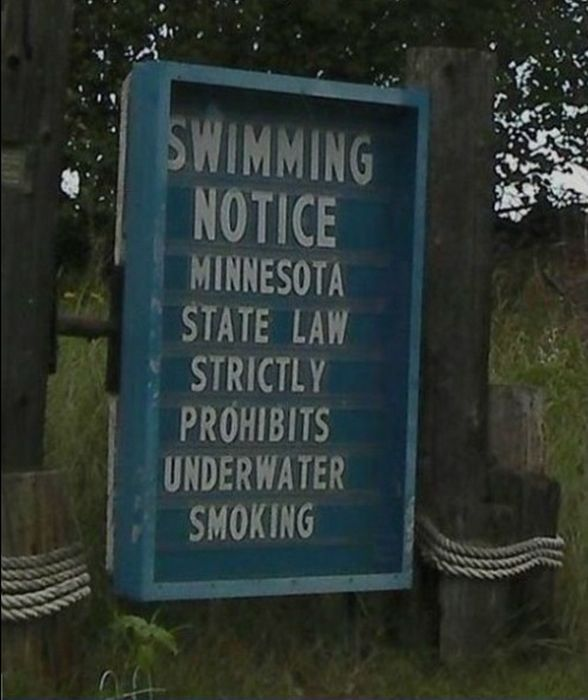 SWIMMING
NOTICE
MINNESOTA
STATE LAW
STRICTLY
PROHIBITS
UNDERWATER
SMOKING